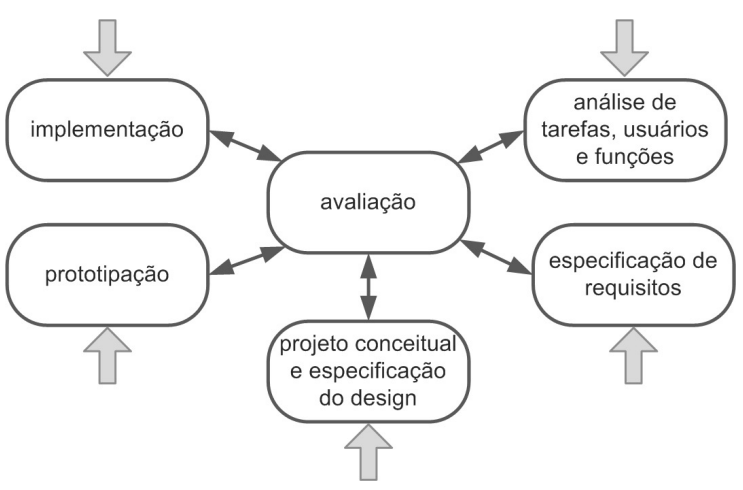 implementação
análise de
tarefas, usuários
e funções
avaliação
prototipação
especificação de
requisitos
projeto conceitual
e especificação
do design